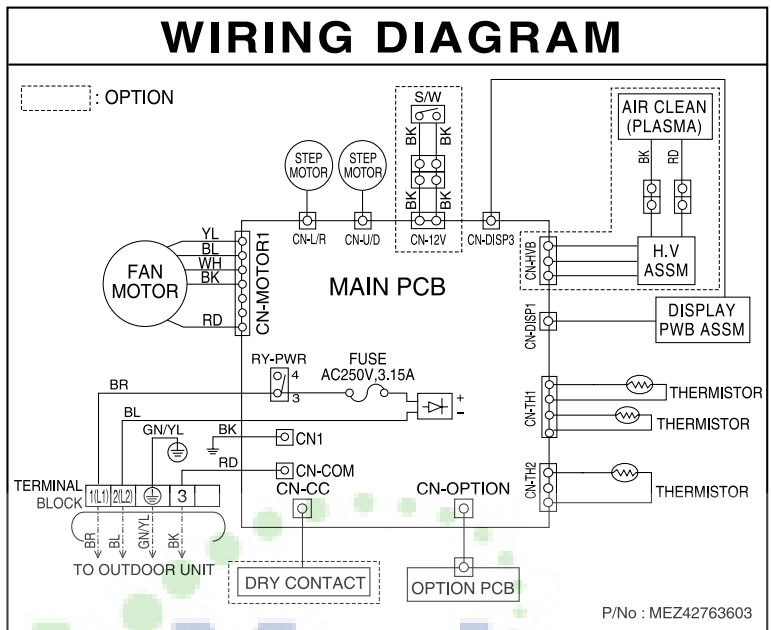 WIRING DIAGRAM
: OPTION
S/W
BK
BK
BK
BK
AIR CLEAN
(PLASMA)
BK
RD
STEP
MOTOR
STEP
MOTOR
CN-L/R
CN-U/D
CN-12V
CN-DISP3
CN-HVB
H.V
ASSM
YL
BL
WH
BK
RD
FAN
MOTOR
CN-MOTOR1
MAIN PCB
CN-DISP1
DISPLAY
PWB ASSM
RY-PWR
4
3
FUSE
AC250V,3.15A
+
-
BR
BL
GN/YL
BK
CN1
RD
CN-COM
CN-TH1
THERMISTOR
THERMISTOR
CN-TH2
THERMISTOR
CN-CC
CN-OPTION
TERMINAL
BLOCK
1(L1) 2(L2) 3
BR
BL
GN/YL
BK
TO OUTDOOR UNIT
DRY CONTACT
OPTION PCB
P/No : MEZ42763603